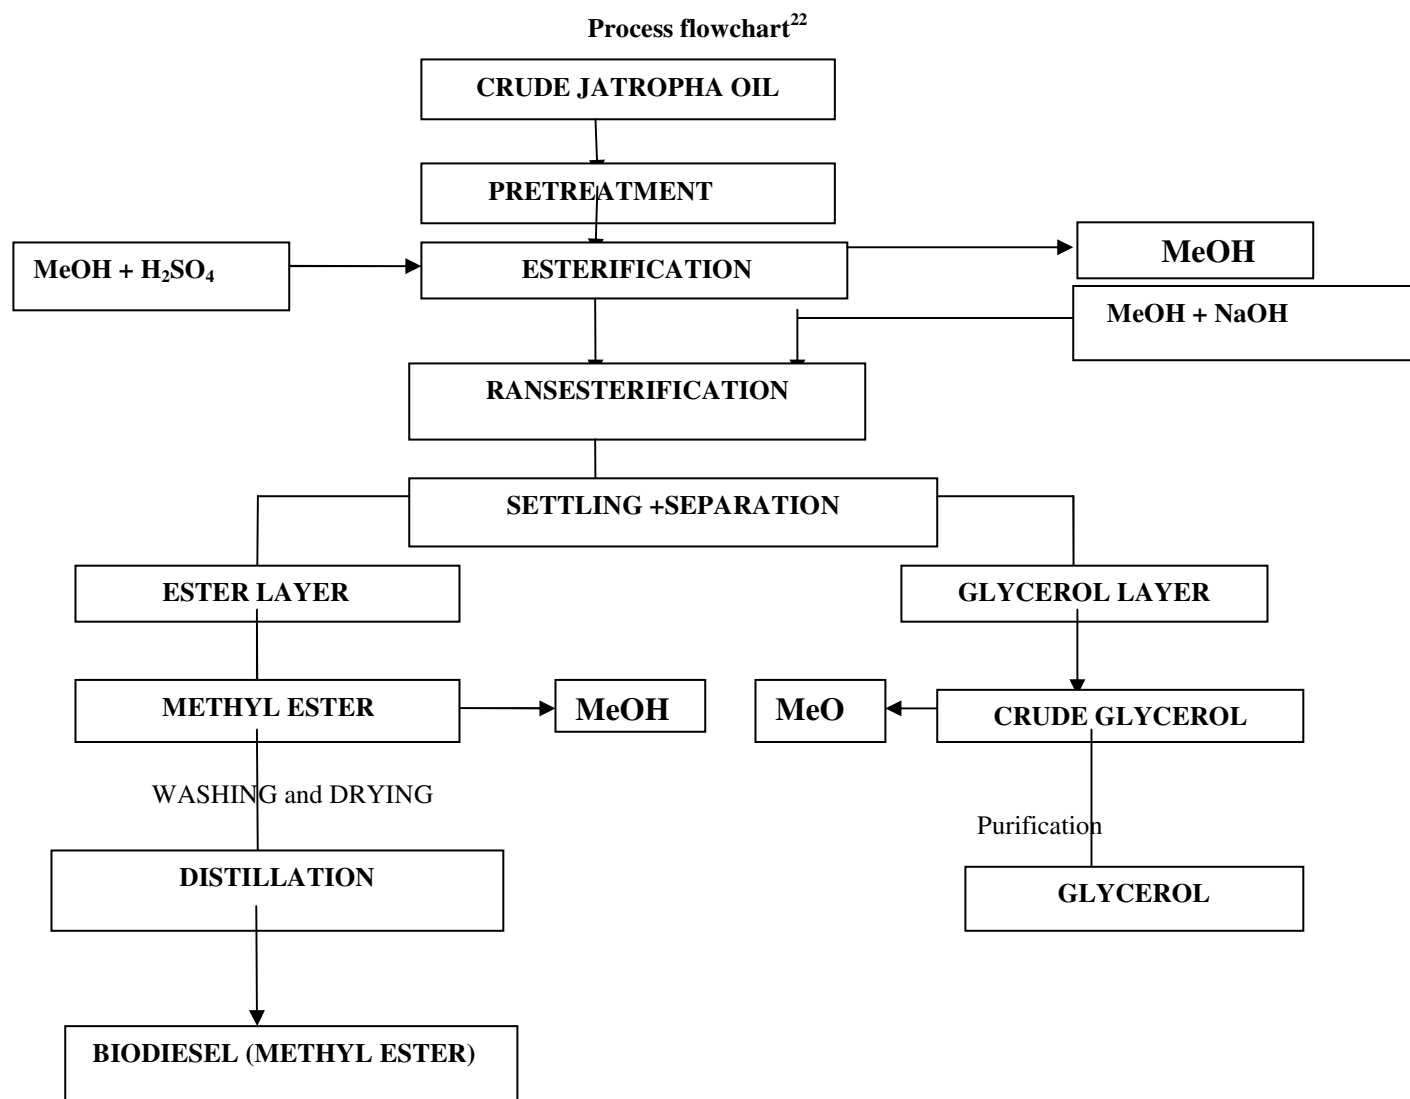 Process flowchart22
CRUDE JATROPHA OIL
PRETREATMENT
MeOH + H2SO4
ESTERIFICATION
MeOH
MeOH + NaOH
RANSESTERIFICATION
SETTLING +SEPARATION
ESTER LAYER
GLYCEROL LAYER
METHYL ESTER
MeOH
MeO
CRUDE GLYCEROL
WASHING and DRYING
Purification
DISTILLATION
GLYCEROL
BIODIESEL (METHYL ESTER)